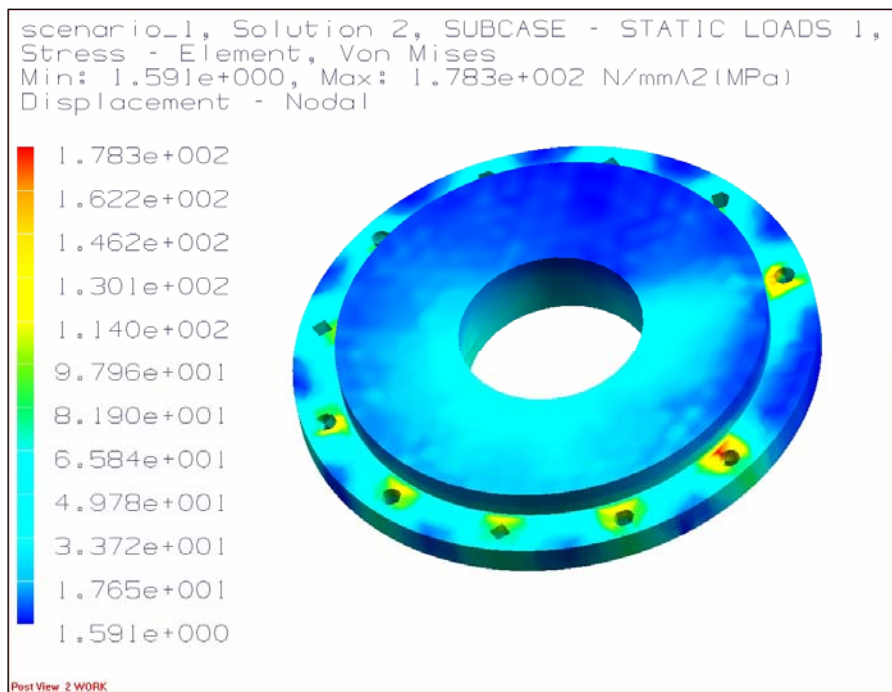 scenario_1, Solution 2, SUBCASE - STATIC LOADS 1,
Stress - Element, Von Mises
Min: 1.591e+000, Max: 1.783e+002 N/mm^2(MPa)
Displacement - Nodal
1.783e+002
1.622e+002
1.462e+002
1.301e+002
1.140e+002
9.796e+001
8.190e+001
6.584e+001
4.978e+001
3.372e+001
1.765e+001
1.591e+000
Post View 2 WORK